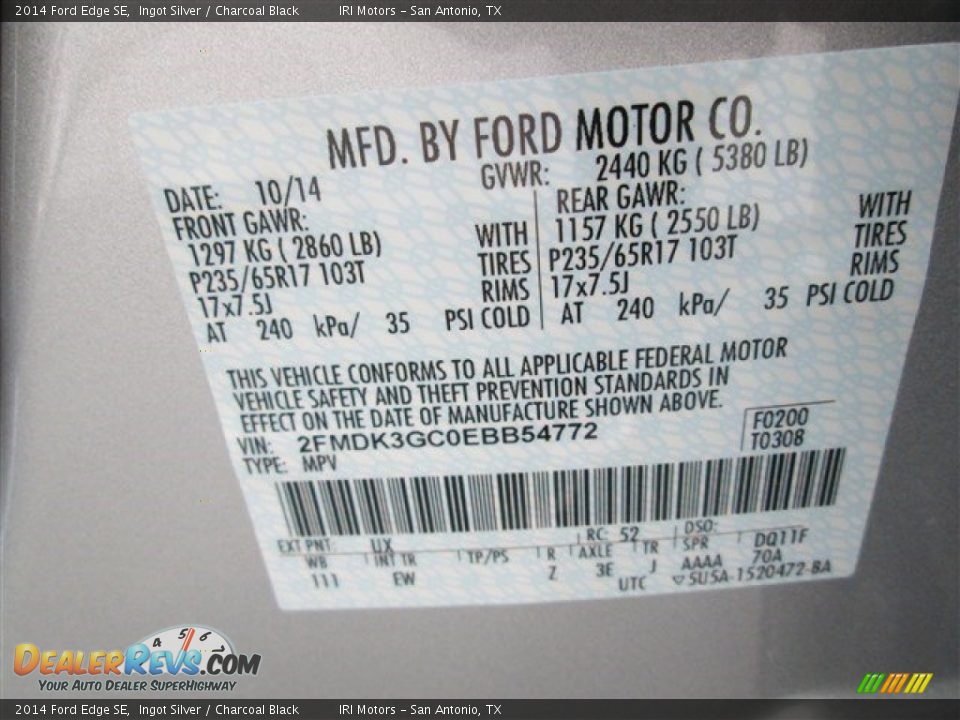 2014 Ford Edge SE, Ingot Silver / Charcoal Black IRI Motors - San Antonio, TX
MFD. BY FORD MOTOR CO.
DATE: 10/14 GVWR: 2440 KG ( 5380 LB)
FRONT GAWR: REAR GAWR:
1297 KG ( 2860 LB) WITH 1157 KG ( 2550 LB) WITH
P235/65R17 103T TIRES P235/65R17 103T TIRES
17x7.5J RIMS 17x7.5J RIMS
AT 240 kPa/ 35 PSI COLD AT 240 kPa/ 35 PSI COLD
THIS VEHICLE CONFORMS TO ALL APPLICABLE FEDERAL MOTOR
VEHICLE SAFETY AND THEFT PREVENTION STANDARDS IN
EFFECT ON THE DATE OF MANUFACTURE SHOWN ABOVE.
VIN: 2FMDK3GC0EBB54772 F0200
TYPE: MPV T0308
EXT PNT: UX RC: 52 DSO:
WB INT TR TP/PS R AXLE TR SPR DQ11F
111 EW Z 3E J AAAA 70A
UTC ▽SU5A-1520472-BA
4 5 6 7
DEALERREVS.COM
YOUR AUTO DEALER SUPERHIGHWAY
2014 Ford Edge SE, Ingot Silver / Charcoal Black IRI Motors - San Antonio, TX